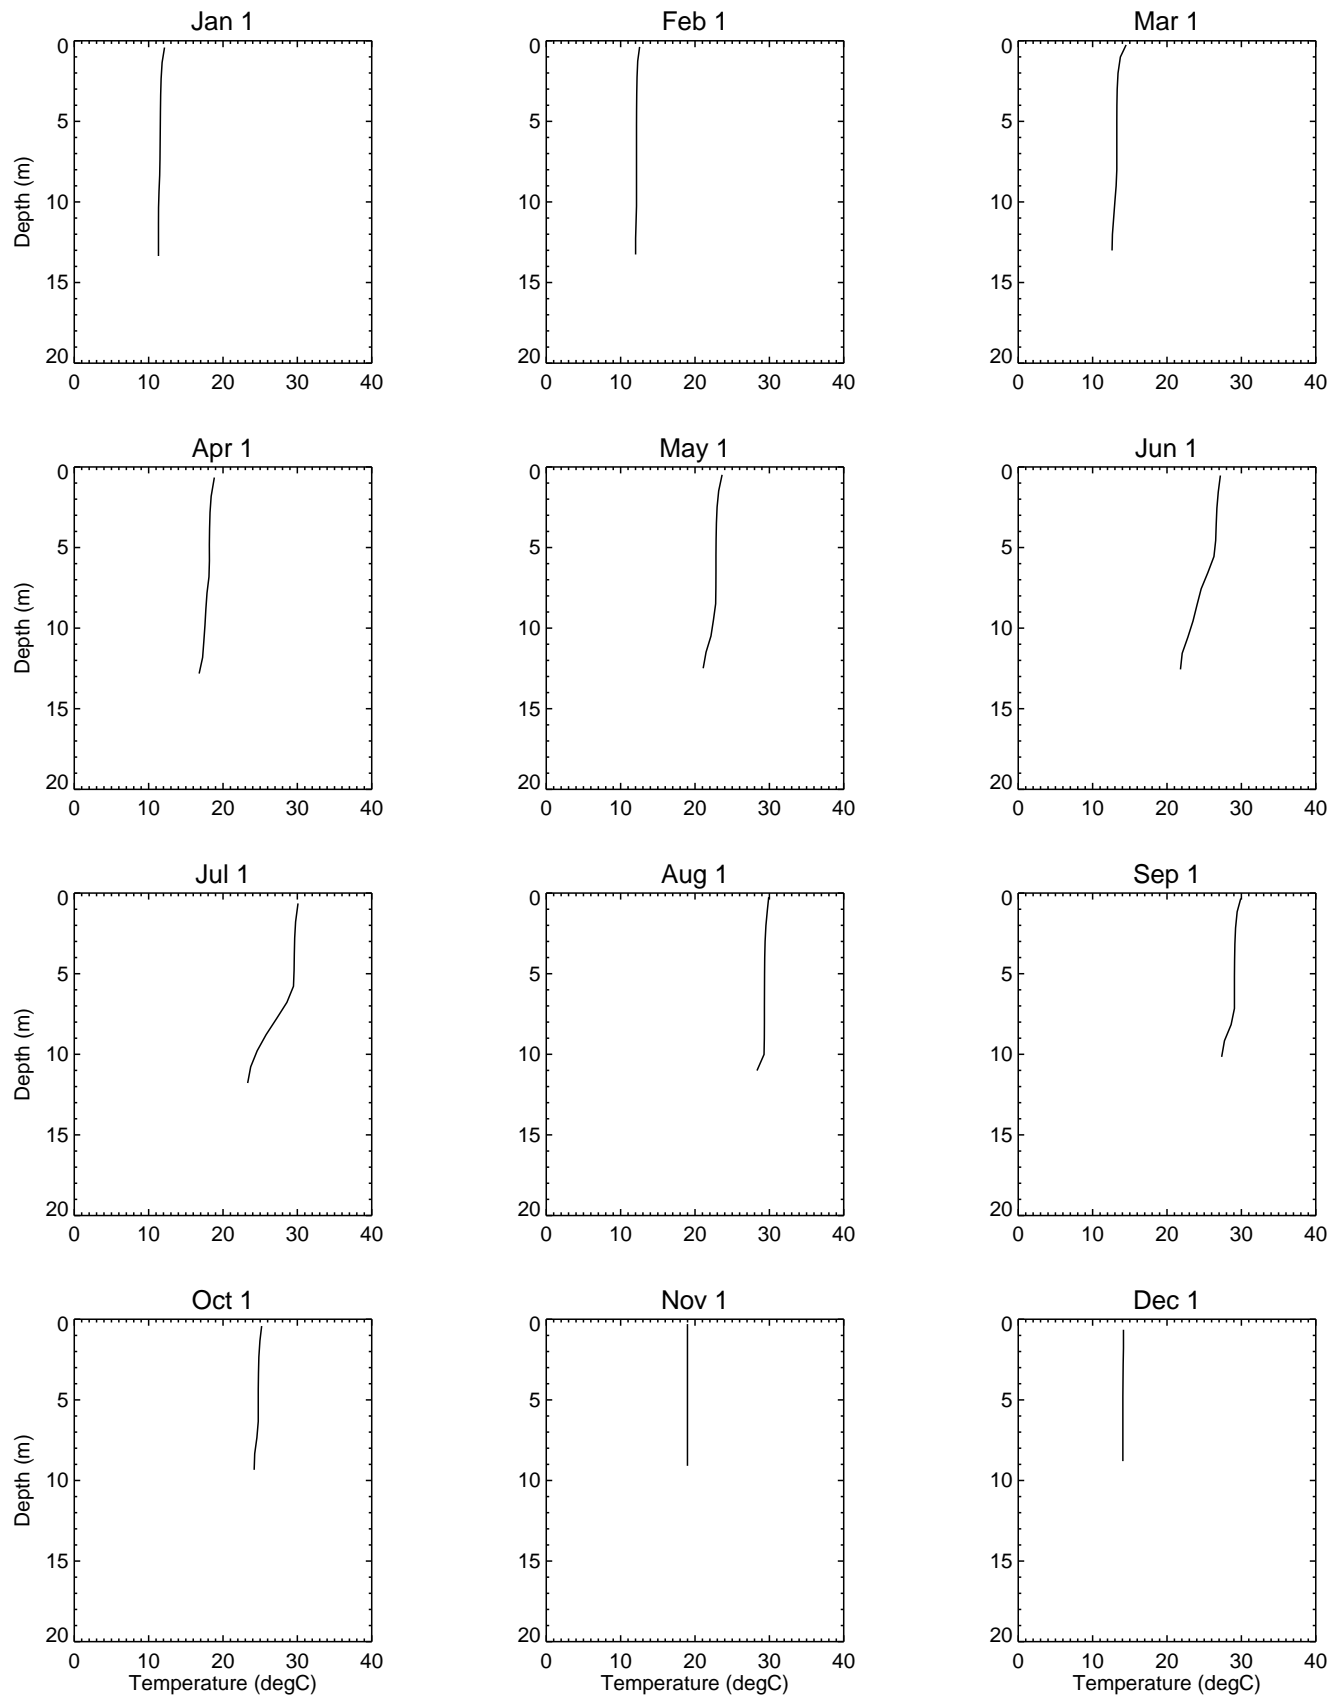 Jan 1 Feb 1 Mar 1
0 0 0
5 5 5
10 10 10
15 15 15
20 20 20
Depth (m)
0 10 20 30 40 0 10 20 30 40 0 10 20 30 40
Apr 1 May 1 Jun 1
0 0 0
5 5 5
10 10 10
15 15 15
20 20 20
Depth (m)
0 10 20 30 40 0 10 20 30 40 0 10 20 30 40
Jul 1 Aug 1 Sep 1
0 0 0
5 5 5
10 10 10
15 15 15
20 20 20
Depth (m)
0 10 20 30 40 0 10 20 30 40 0 10 20 30 40
Oct 1 Nov 1 Dec 1
0 0 0
5 5 5
10 10 10
15 15 15
20 20 20
Depth (m)
0 10 20 30 40 0 10 20 30 40 0 10 20 30 40
Temperature (degC) Temperature (degC) Temperature (degC)